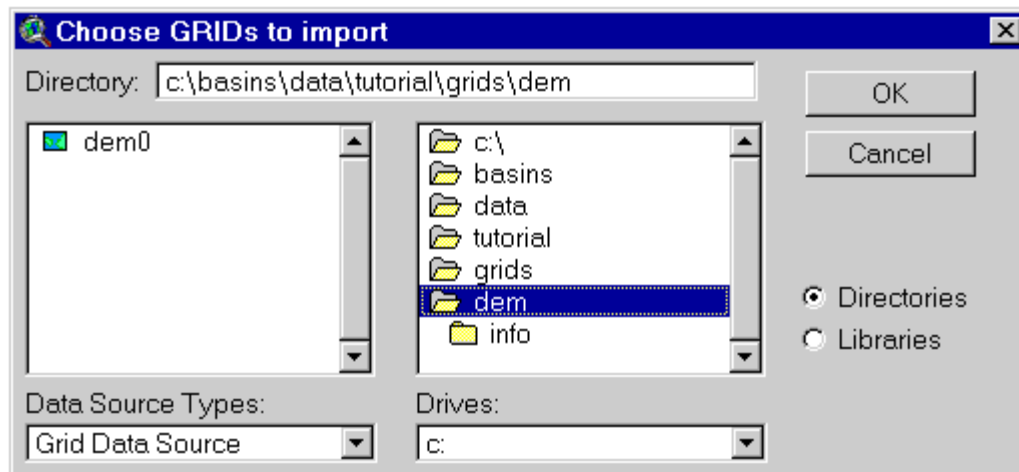 Choose GRIDs to import
Directory: c:\basins\data\tutorial\grids\dem
OK
Cancel
dem0
c:\
basins
data
tutorial
grids
dem
info
Directories
Libraries
Data Source Types:
Grid Data Source
Drives:
c: